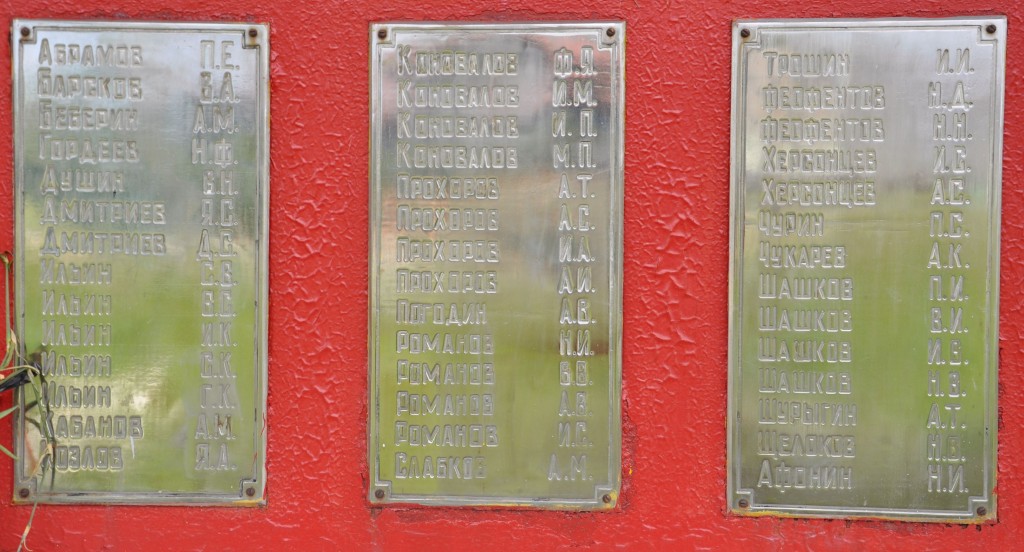 Абрамов П.Е.
Барсков В.А.
Беберин А.М.
Гордеев Н.Ф.
Душин В.Н.
Дмитриев Я.С.
Дмитриев Д.С.
Ильин С.В.
Ильин В.С.
Ильин И.К.
Ильин С.К.
Ильин Г.К.
Кабанов Д.М.
Козлов Я.Д.
Коновалов Ф.Я.
Коновалов И.М.
Коновалов И.П.
Коновалов М.П.
Прохоров А.Т.
Прохоров А.С.
Прохоров И.А.
Прохоров А.И.
Погодин А.В.
Романов Н.И.
Романов В.В.
Романов А.В.
Романов И.С.
Слабков А.М.
Трошин И.И.
Феофентов Н.Д.
Феофентов Н.Н.
Херсонцев И.С.
Херсонцев А.С.
Чуфин П.С.
Чукарев А.К.
Шашков П.И.
Шашков В.И.
Шашков И.В.
Шашков Н.В.
Шурыгин А.Т.
Щелоков Н.В.
Афонин Н.И.